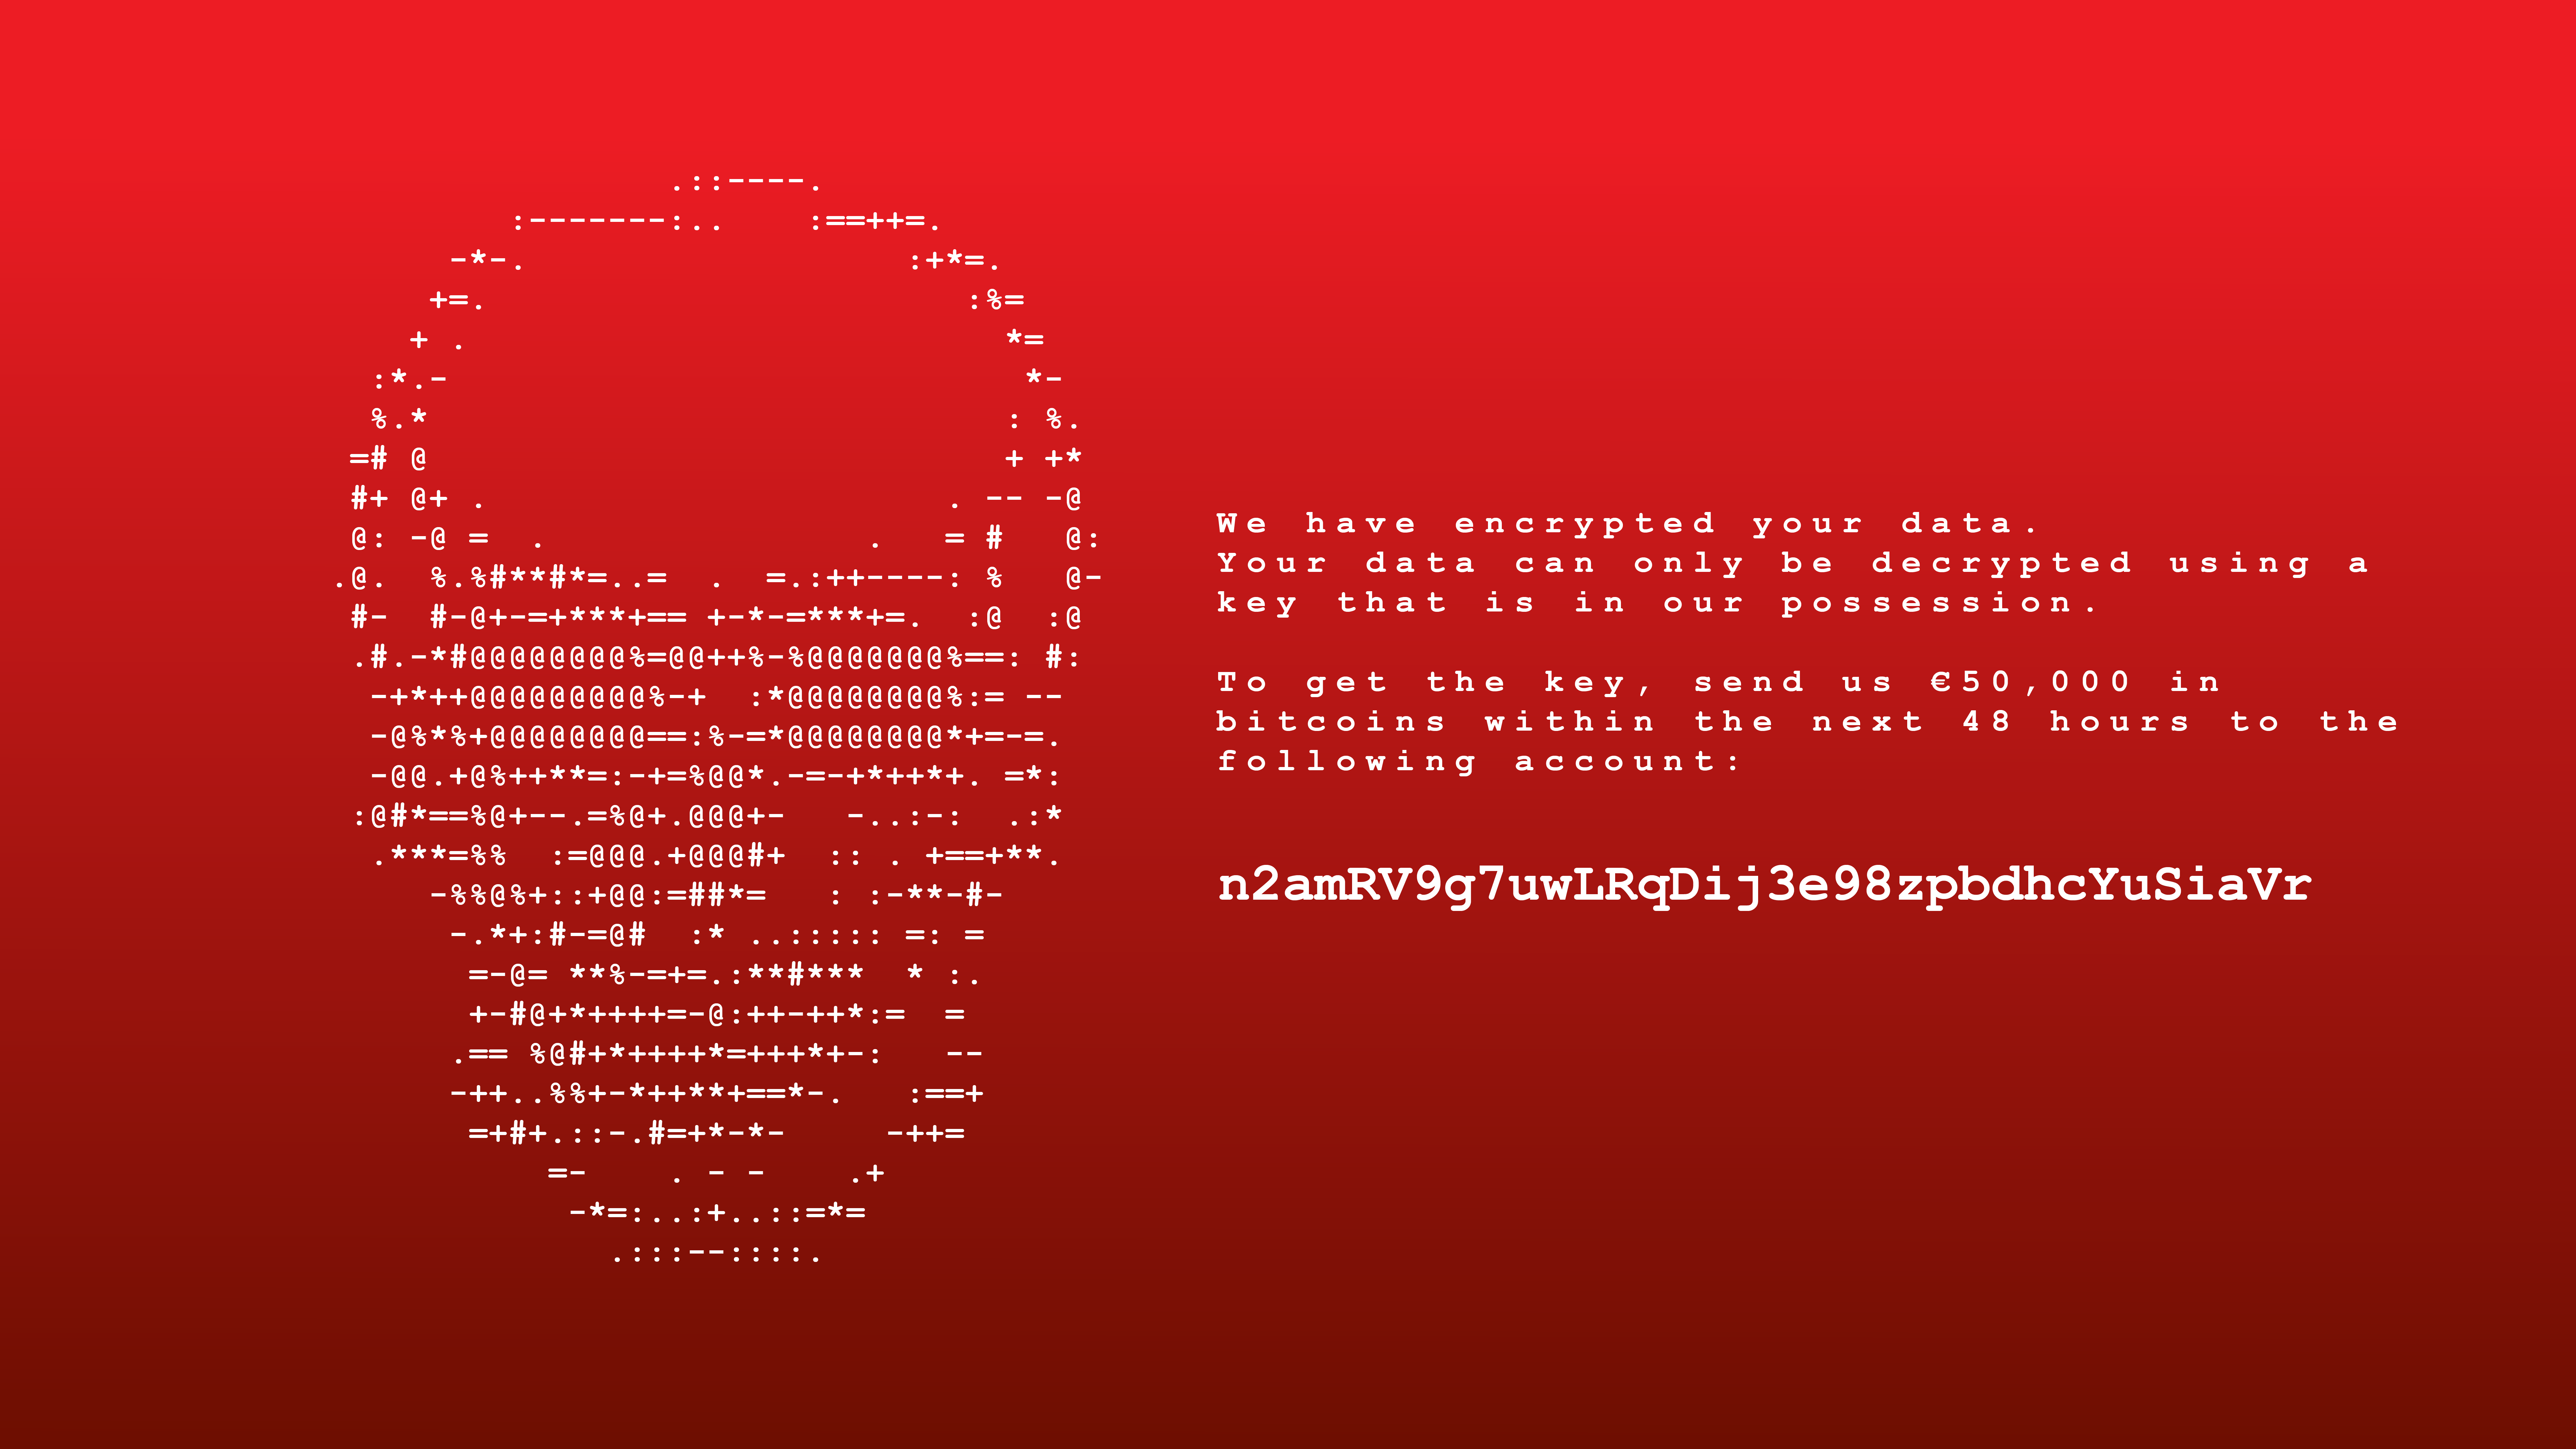 We have encrypted your data.
Your data can only be decrypted using a
key that is in our possession.
To get the key, send us €50,000 in
bitcoins within the next 48 hours to the
following account:
n2amRV9g7uwLRqDij3e98zpbdhcYuSiaVr